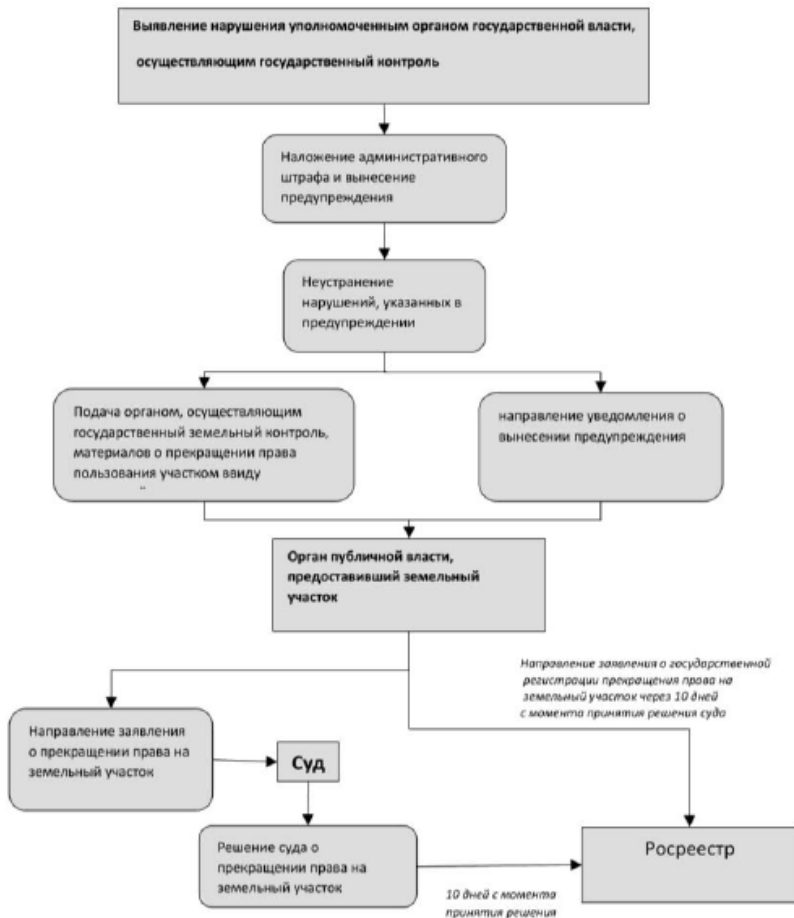 Выявление нарушения уполномоченным органом государственной власти,
осуществляющим государственный контроль
Наложение административного
штрафа и вынесение
предупреждения
Неустранение
нарушений, указанных в
предупреждении
Подача органом, осуществляющим
государственный земельный контроль,
материалов о прекращении права
пользования участком ввиду
направление уведомления о
вынесении предупреждения
Орган публичной власти,
предоставивший земельный
участок
Направление заявления о государственной
регистрации прекращения права на
земельный участок через 10 дней
с момента принятия решения суда
Направление заявления
о прекращении права на
земельный участок
Суд
Решение суда о
прекращении права на
земельный участок
Росреестр
10 дней с момента
принятия решения